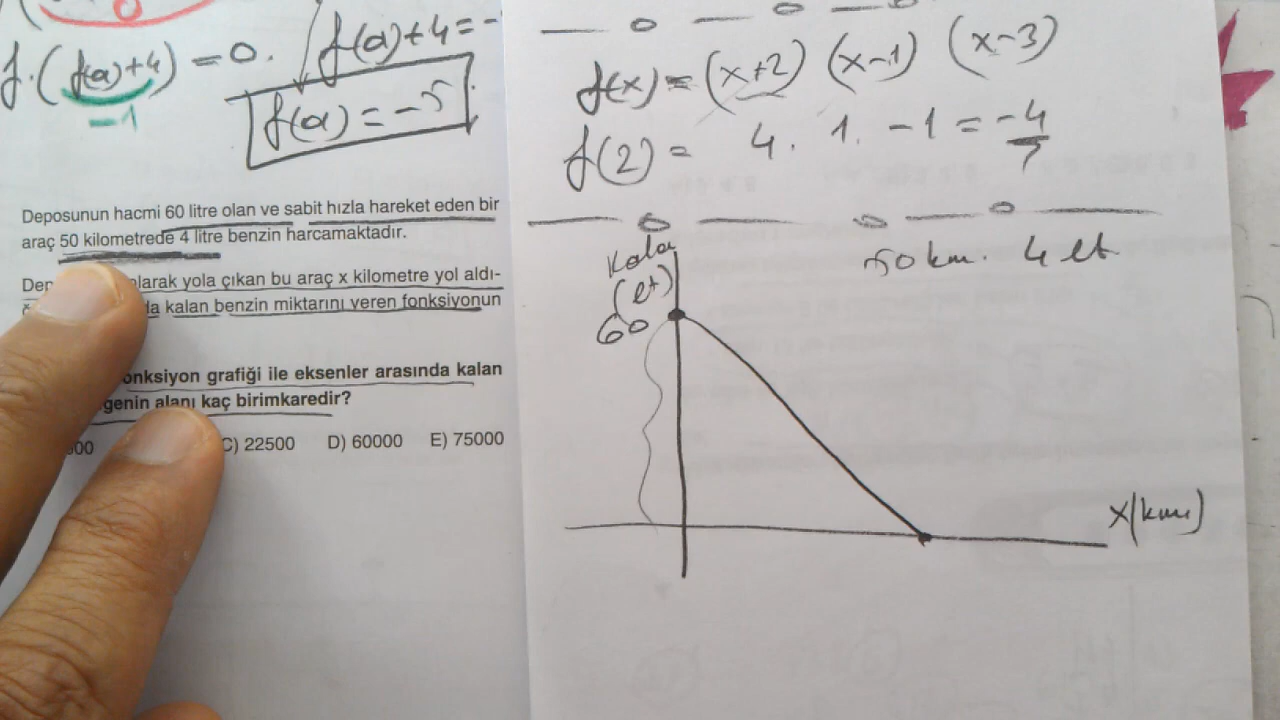 f.(f(a)+4)=0.
f(a)+4=-
-1
f(a)=-5
Deposunun hacmi 60 litre olan ve sabit hızla hareket eden bir
araç 50 kilometrede 4 litre benzin harcamaktadır.
olarak yola çıkan bu araç x kilometre yol aldı-
kalan benzin miktarını veren fonksiyonun
onksiyon grafiği ile eksenler arasında kalan
genin alanı kaç birimkaredir?
C) 22500 D) 60000 E) 75000
f(x)=(x+2) (x-1) (x-3)
f(2)= 4. 1. -1 = -4
50 km. 4 lt
Kalan
(lt)
60
X(km)